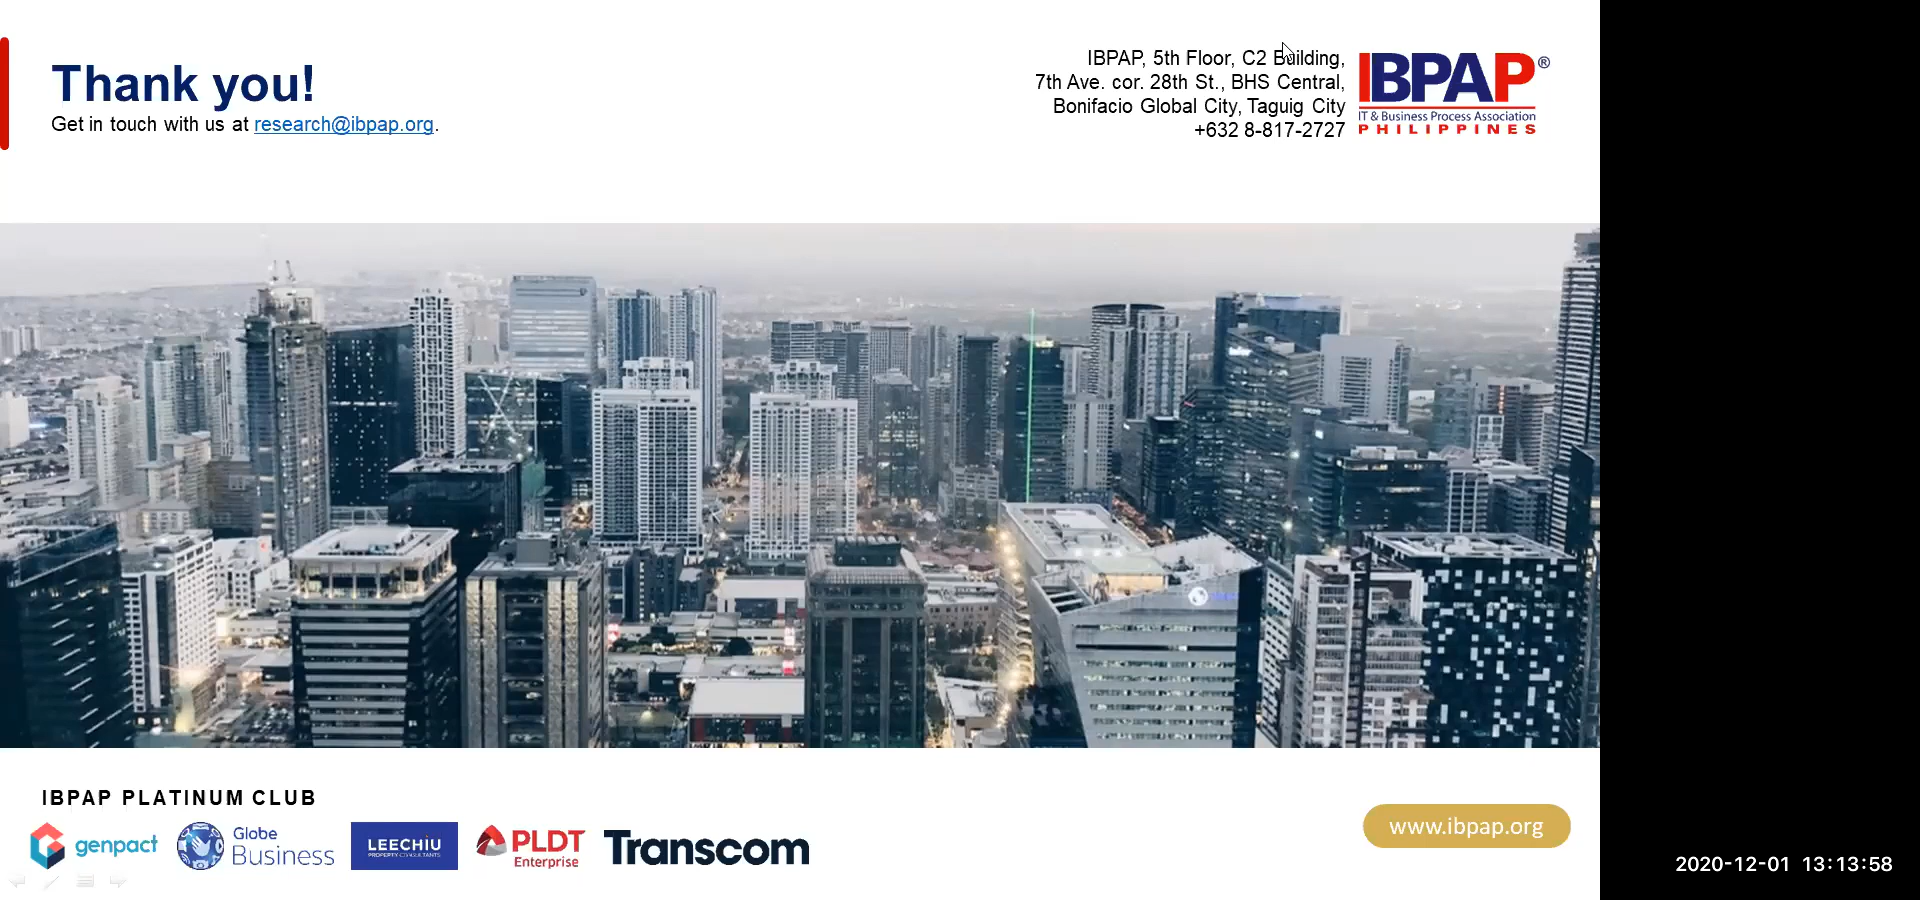 Thank you!
Get in touch with us at research@ibpap.org.
IBPAP, 5th Floor, C2 Building,
7th Ave. cor. 28th St., BHS Central,
Bonifacio Global City, Taguig City
+632 8-817-2727
IBPAP®
IT & Business Process Association
PHILIPPINES
IBPAP PLATINUM CLUB
genpact
Globe
Business
LEECHIU
PROPERTY CONSULTANTS
PLDT
Enterprise
Transcom
www.ibpap.org
2020-12-01 13:13:58